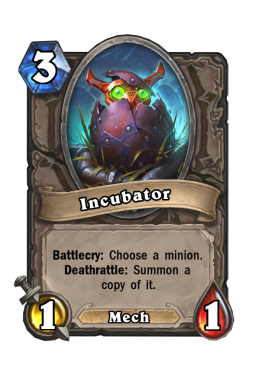 3
Incubator
Battlecry: Choose a minion.
Deathrattle: Summon a
copy of it.
1
Mech
1